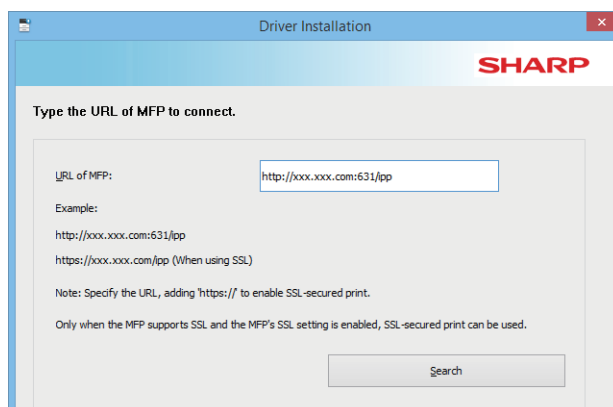 Driver Installation
SHARP
Type the URL of MFP to connect.
URL of MFP:
http://xxx.xxx.com:631/ipp
Example:
http://xxx.xxx.com:631/ipp
https://xxx.xxx.com/ipp (When using SSL)
Note: Specify the URL, adding 'https://' to enable SSL-secured print.
Only when the MFP supports SSL and the MFP's SSL setting is enabled, SSL-secured print can be used.
Search